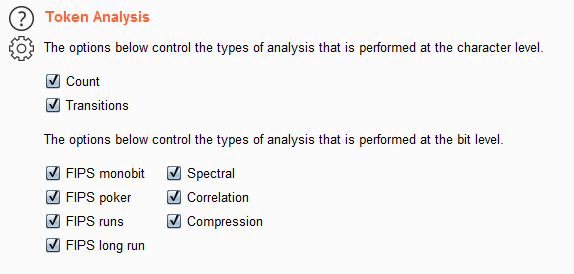 Token Analysis
The options below control the types of analysis that is performed at the character level.
Count
Transitions
The options below control the types of analysis that is performed at the bit level.
FIPS monobit Spectral
FIPS poker Correlation
FIPS runs Compression
FIPS long run